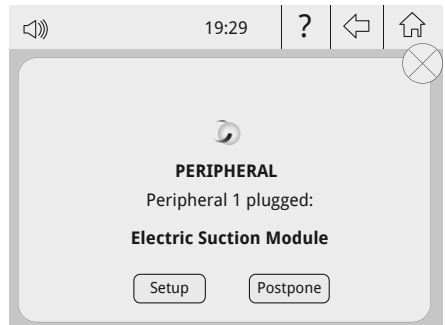 19:29 ?
PERIPHERAL
Peripheral 1 plugged:
Electric Suction Module
Setup Postpone